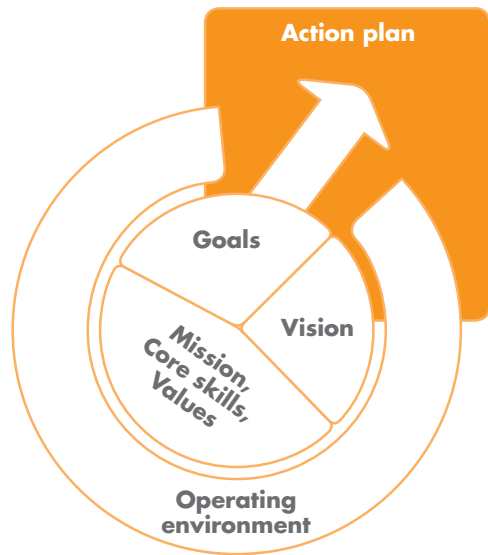 Action plan
Goals
Vision
Mission,
Core skills,
Values
Operating
environment